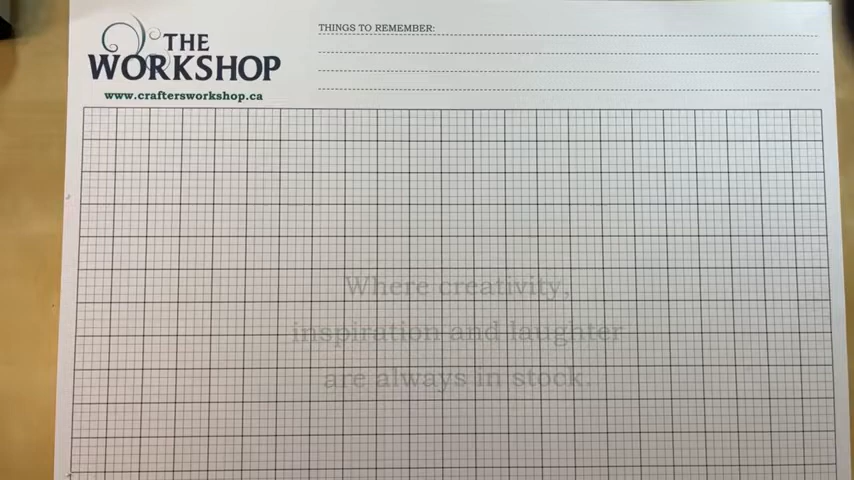 THE
WORKSHOP
www.craftersworkshop.ca
THINGS TO REMEMBER:
Where creativity,
inspiration and laughter
are always in stock.